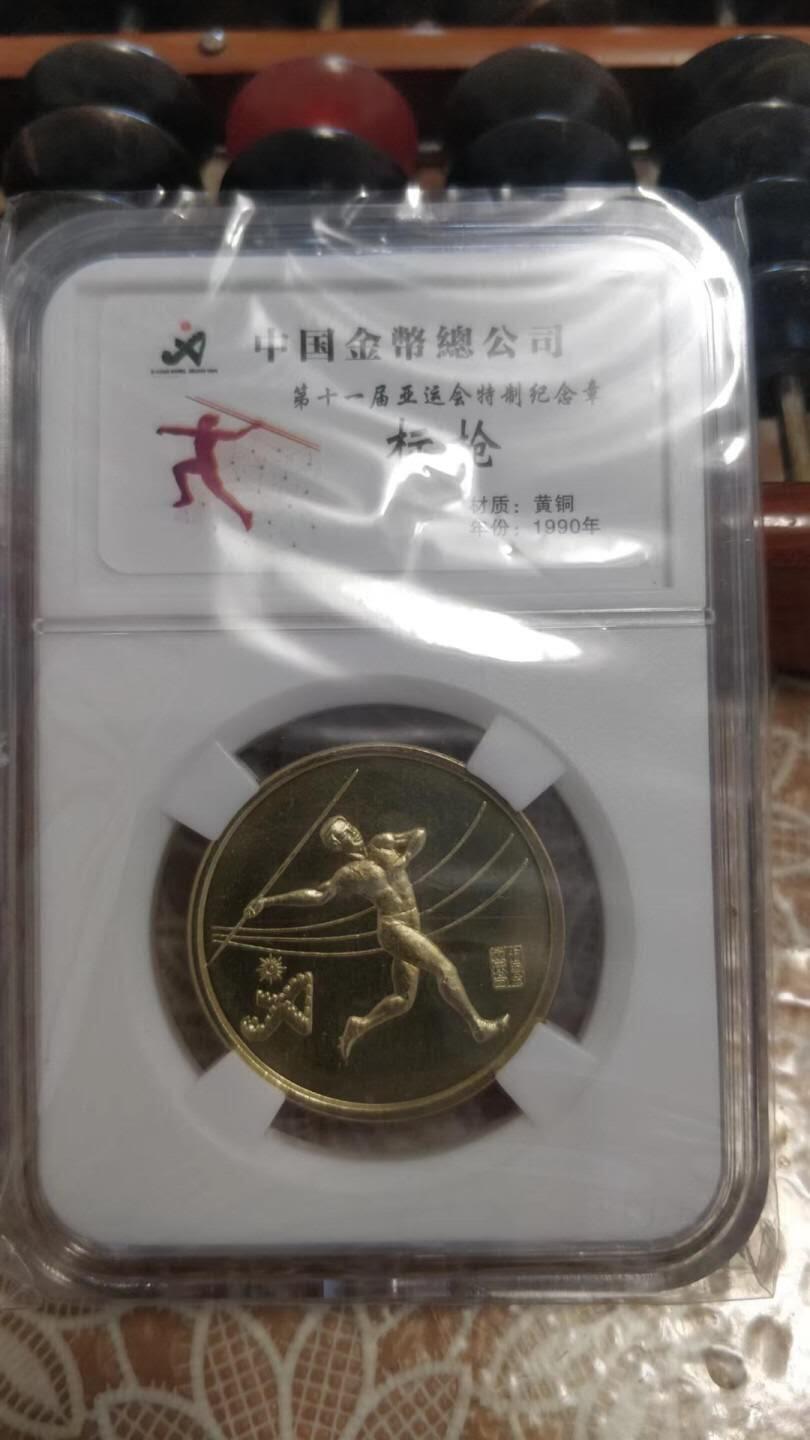 中国金幣總公司
第十一届亚运会特制纪念章
标枪
材质：黄铜
年份：1990年